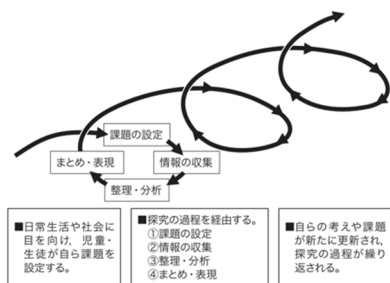 課題の設定
まとめ・表現
情報の収集
整理・分析
■日常生活や社会に
目を向け，児童・
生徒が自ら課題を
設定する。
■探究の過程を経由する。
①課題の設定
②情報の収集
③整理・分析
④まとめ・表現
■自らの考えや課題
が新たに更新され，
探究の過程が繰り
返される。